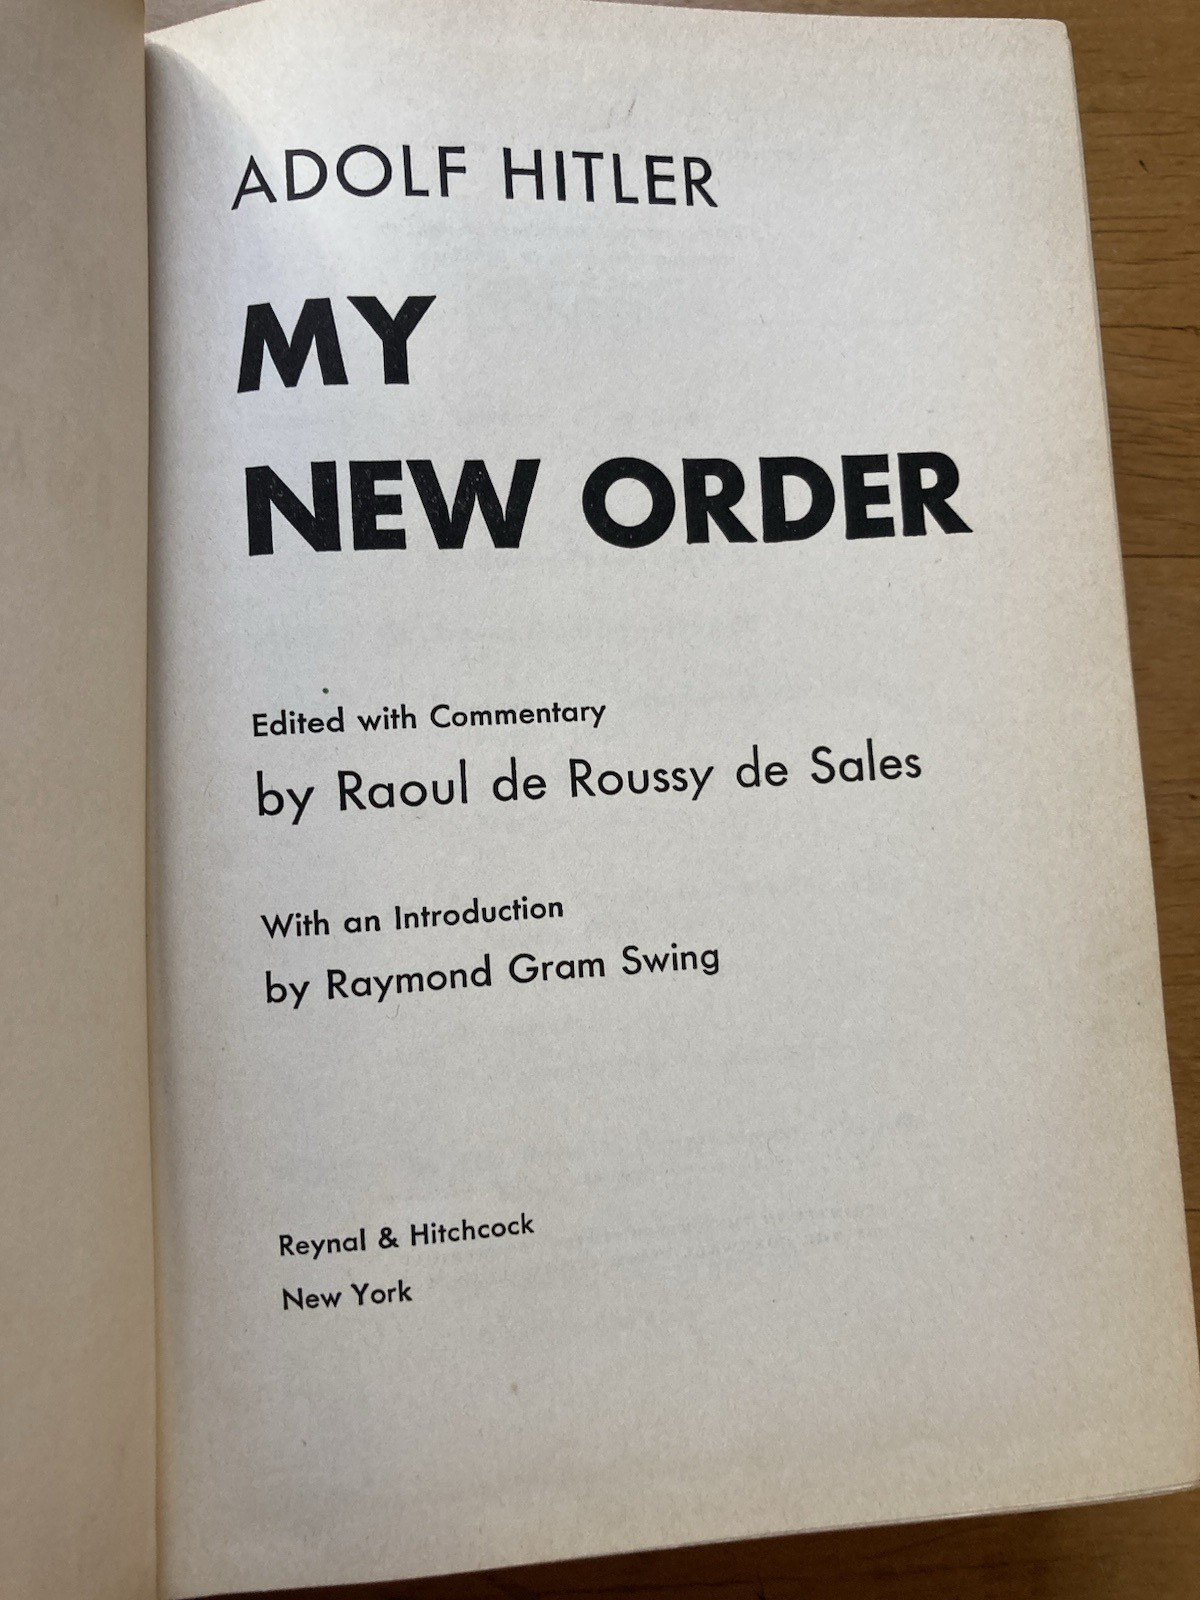 ADOLF HITLER
MY
NEW ORDER
Edited with Commentary
by Raoul de Roussy de Sales
With an Introduction
by Raymond Gram Swing
Reynal & Hitchcock
New York